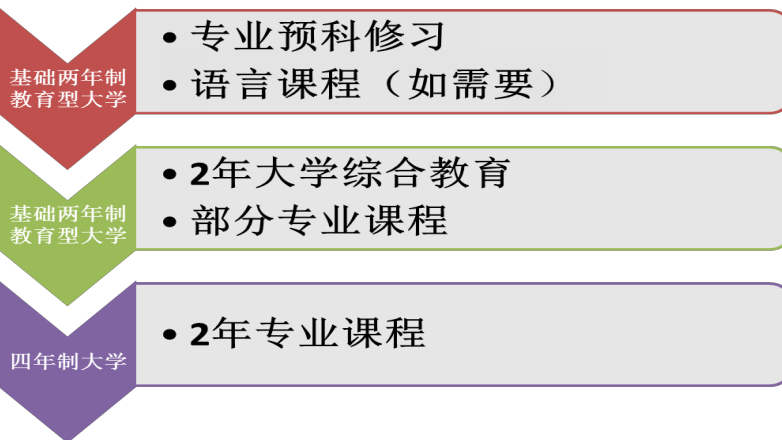 基础两年制
教育型大学
• 专业预科修习
• 语言课程（如需要）
基础两年制
教育型大学
• 2年大学综合教育
• 部分专业课程
四年制大学
• 2年专业课程